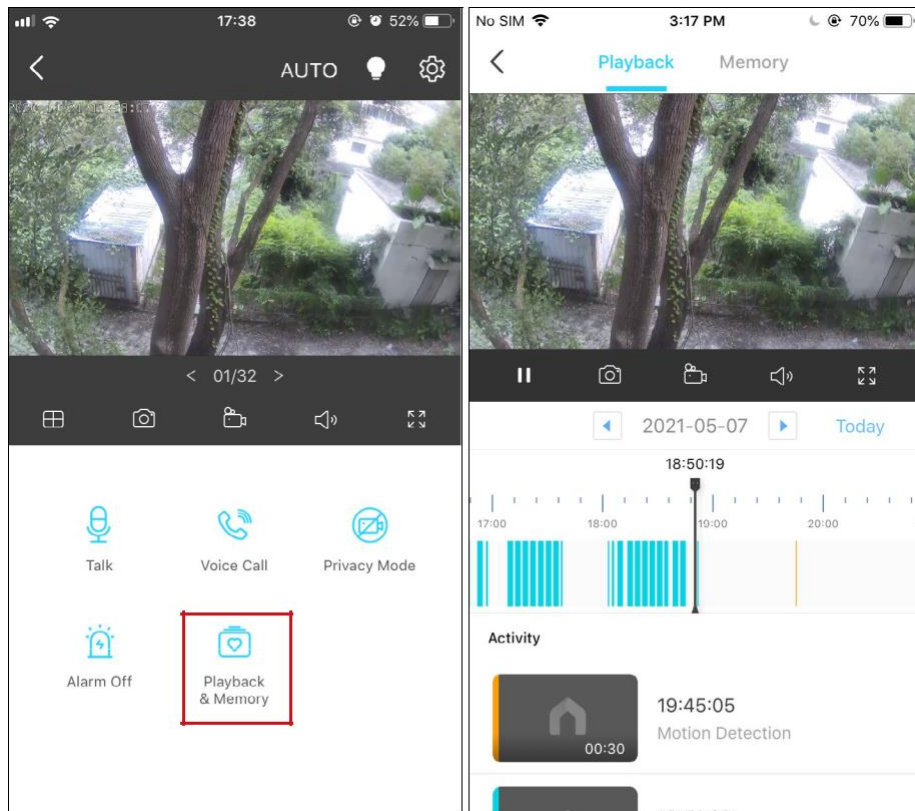 17:38
52%
AUTO
< 01/32 >
Talk
Voice Call
Privacy Mode
Alarm Off
Playback
& Memory
No SIM
3:17 PM
70%
Playback
Memory
2021-05-07
Today
18:50:19
17:00
18:00
19:00
20:00
Activity
00:30
19:45:05
Motion Detection